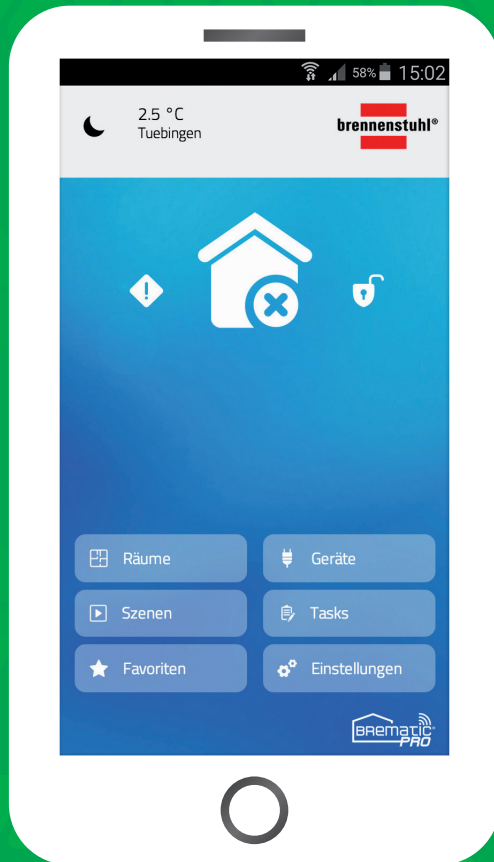 58% 15:02
2.5 °C
Tuebingen
brennenstuhl®
Räume
Geräte
Szenen
Tasks
Favoriten
Einstellungen
BREMATIC
PRO